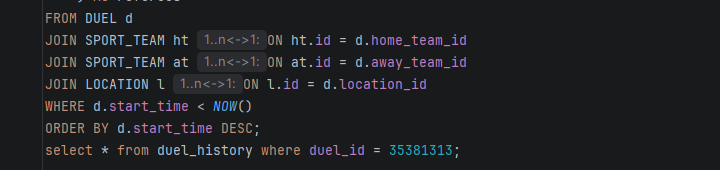 FROM DUEL d
JOIN SPORT_TEAM ht 1..n<->1: ON ht.id = d.home_team_id
JOIN SPORT_TEAM at 1..n<->1: ON at.id = d.away_team_id
JOIN LOCATION l 1..n<->1: ON l.id = d.location_id
WHERE d.start_time < NOW()
ORDER BY d.start_time DESC;
select * from duel_history where duel_id = 35381313;